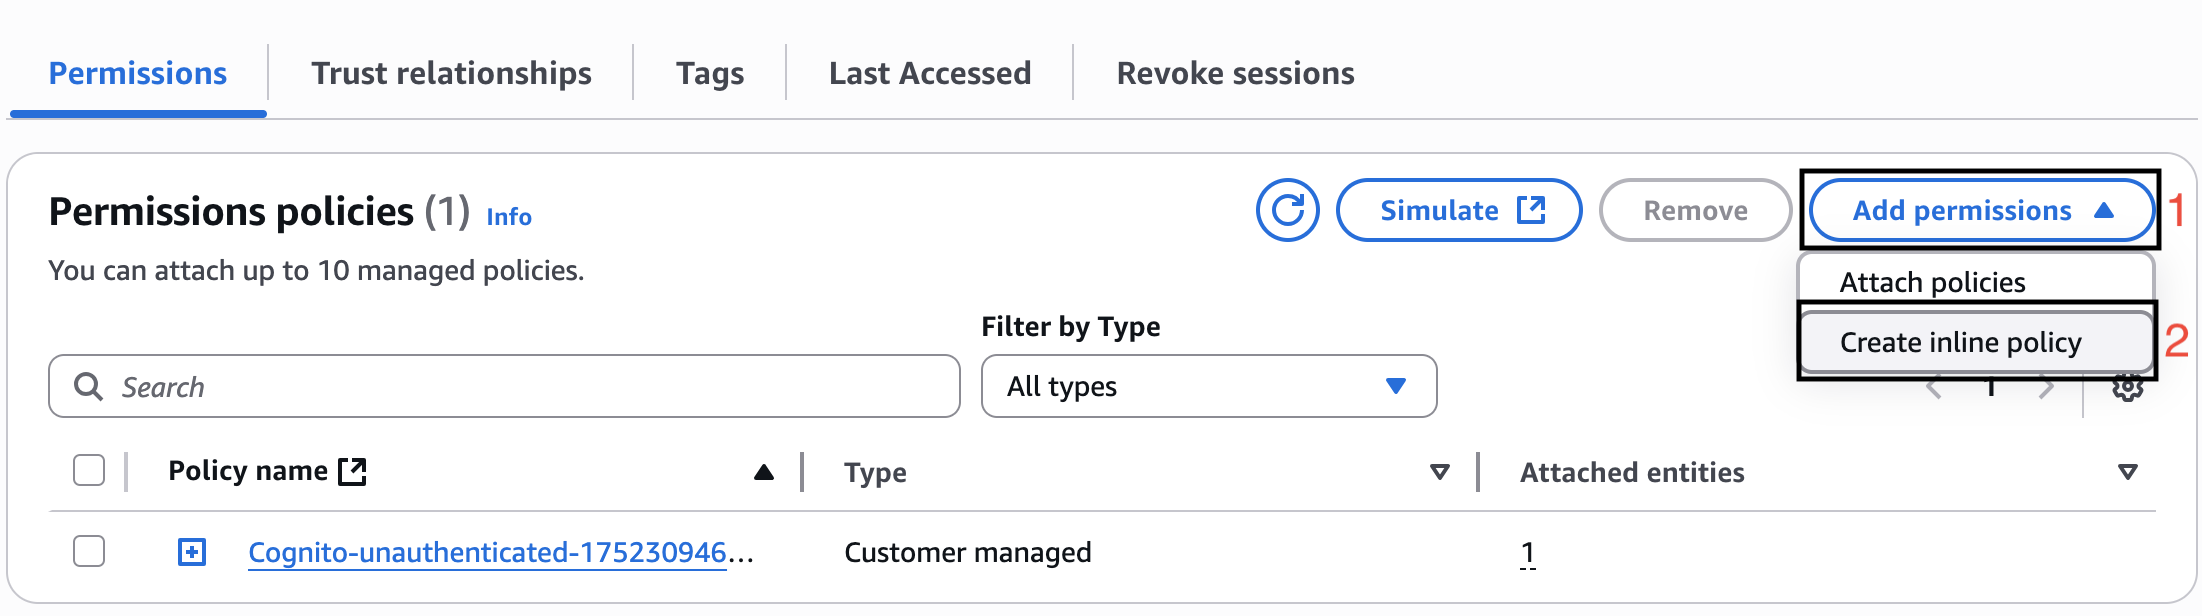 Permissions Trust relationships Tags Last Accessed Revoke sessions
Permissions policies (1) Info Simulate Remove Add permissions 1
You can attach up to 10 managed policies.
Attach policies
Filter by Type
Create inline policy 2
Search All types 1
Policy name Type Attached entities
Cognito-unauthenticated-175230946... Customer managed 1